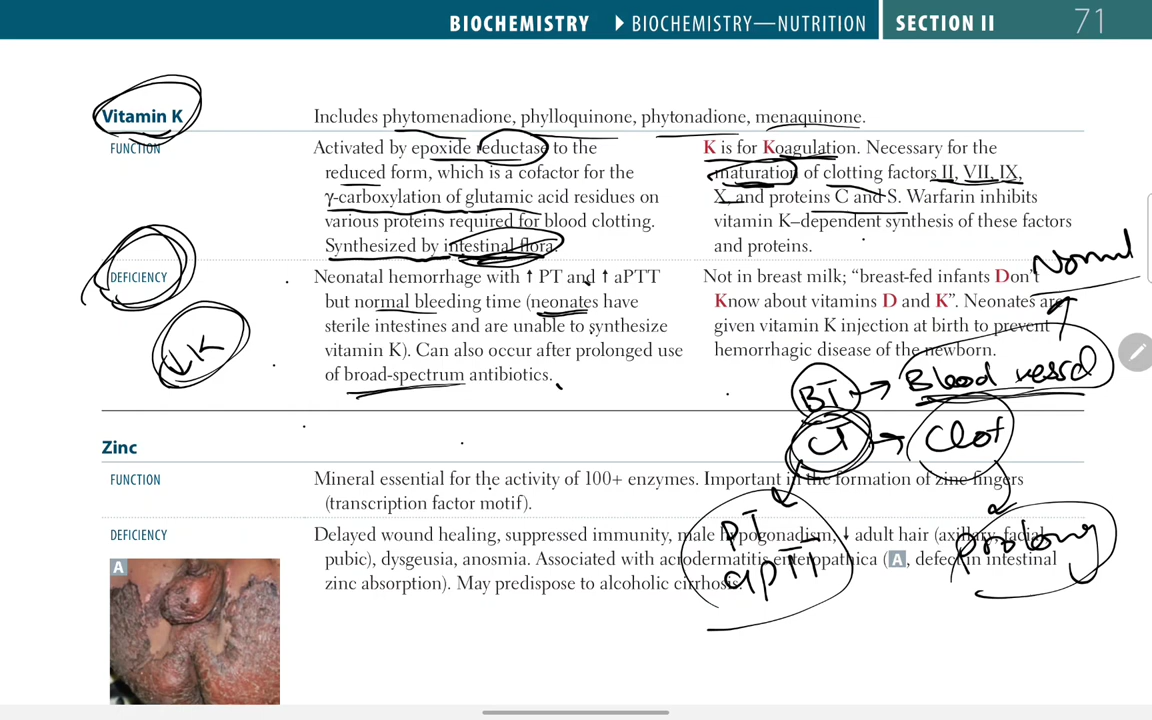 BIOCHEMISTRY ▶ BIOCHEMISTRY—NUTRITION SECTION II 71
Vitamin K
Includes phytomenadione, phylloquinone, phytonadione, menaquinone.
FUNCTION
Activated by epoxide reductase to the
reduced form, which is a cofactor for the
γ-carboxylation of glutamic acid residues on
various proteins required for blood clotting.
Synthesized by intestinal flora.
K is for Koagulation. Necessary for the
maturation of clotting factors II, VII, IX,
X, and proteins C and S. Warfarin inhibits
vitamin K–dependent synthesis of these factors
and proteins.
DEFICIENCY
Neonatal hemorrhage with ↑ PT and ↑ aPTT
but normal bleeding time (neonates have
sterile intestines and are unable to synthesize
vitamin K). Can also occur after prolonged use
of broad-spectrum antibiotics.
Not in breast milk; “breast-fed infants Don't
Know about vitamins D and K”. Neonates are
given vitamin K injection at birth to prevent
hemorrhagic disease of the newborn.
Normal
↓K
BT → Blood vessel
CT → Clot
PT
aPTT
prolong
Zinc
FUNCTION
Mineral essential for the activity of 100+ enzymes. Important in the formation of zinc fingers
(transcription factor motif).
DEFICIENCY
Delayed wound healing, suppressed immunity, male hypogonadism, ↓ adult hair (axillary, facial,
pubic), dysgeusia, anosmia. Associated with acrodermatitis enteropathica (A, defect in intestinal
zinc absorption). May predispose to alcoholic cirrhosis.
A